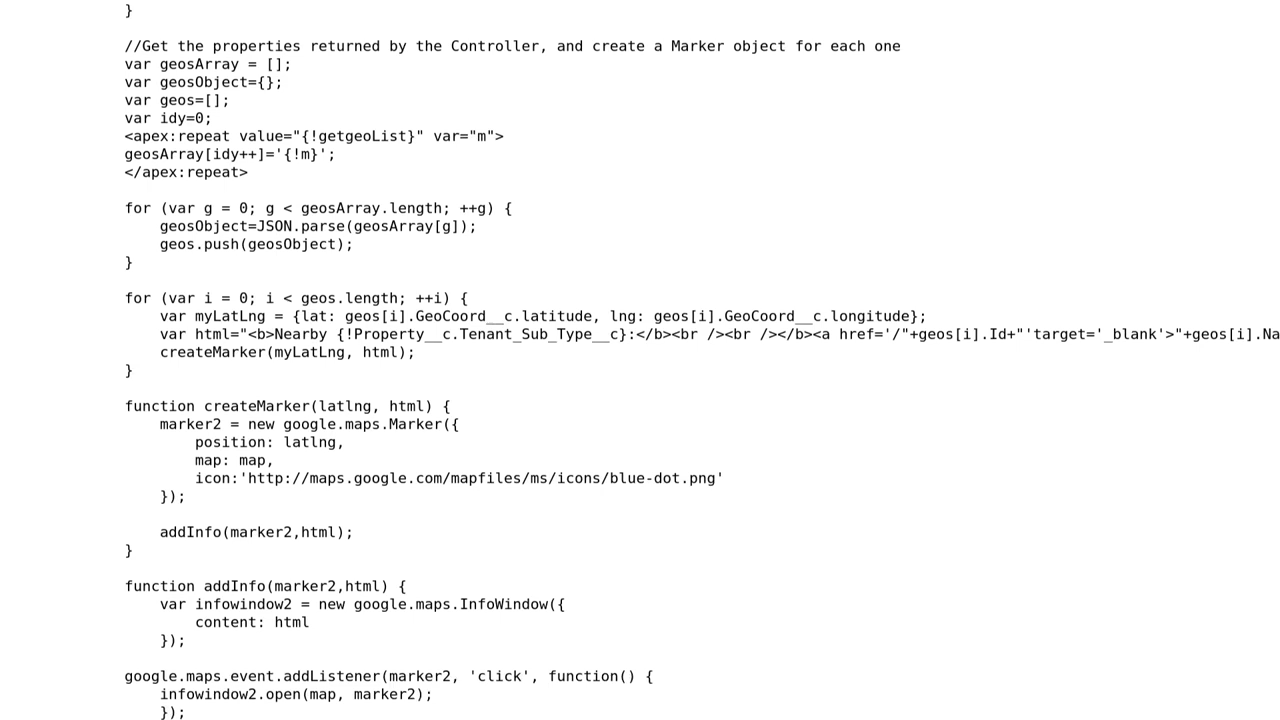 }
//Get the properties returned by the Controller, and create a Marker object for each one
var geosArray = [];
var geosObject={};
var geos=[];
var idy=0;
<apex:repeat value="{!getgeoList}" var="m">
geosArray[idy++]='{!m}';
</apex:repeat>
for (var g = 0; g < geosArray.length; ++g) {
geosObject=JSON.parse(geosArray[g]);
geos.push(geosObject);
}
for (var i = 0; i < geos.length; ++i) {
var myLatLng = {lat: geos[i].GeoCoord__c.latitude, lng: geos[i].GeoCoord__c.longitude};
var html="<b>Nearby {!Property__c.Tenant_Sub_Type__c}:</b><br /><br /></b><a href='/"+geos[i].Id+"'target='_blank'>"+geos[i].Na
createMarker(myLatLng, html);
}
function createMarker(latlng, html) {
marker2 = new google.maps.Marker({
position: latlng,
map: map,
icon:'http://maps.google.com/mapfiles/ms/icons/blue-dot.png'
});
addInfo(marker2,html);
}
function addInfo(marker2,html) {
var infowindow2 = new google.maps.InfoWindow({
content: html
});
google.maps.event.addListener(marker2, 'click', function() {
infowindow2.open(map, marker2);
});